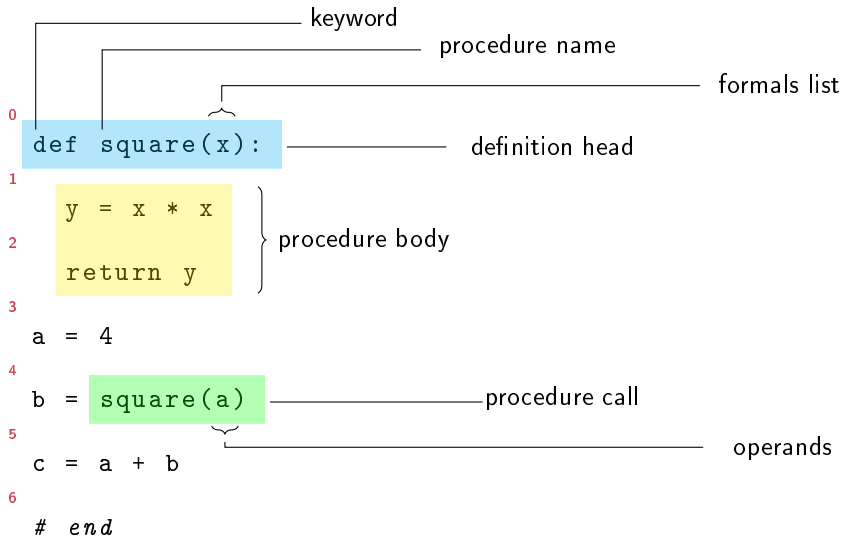 keyword
procedure name
formals list
0
def square(x):
definition head
1
y = x * x
2
procedure body
return y
3
a = 4
4
b = square(a)
procedure call
5
operands
c = a + b
6
# end